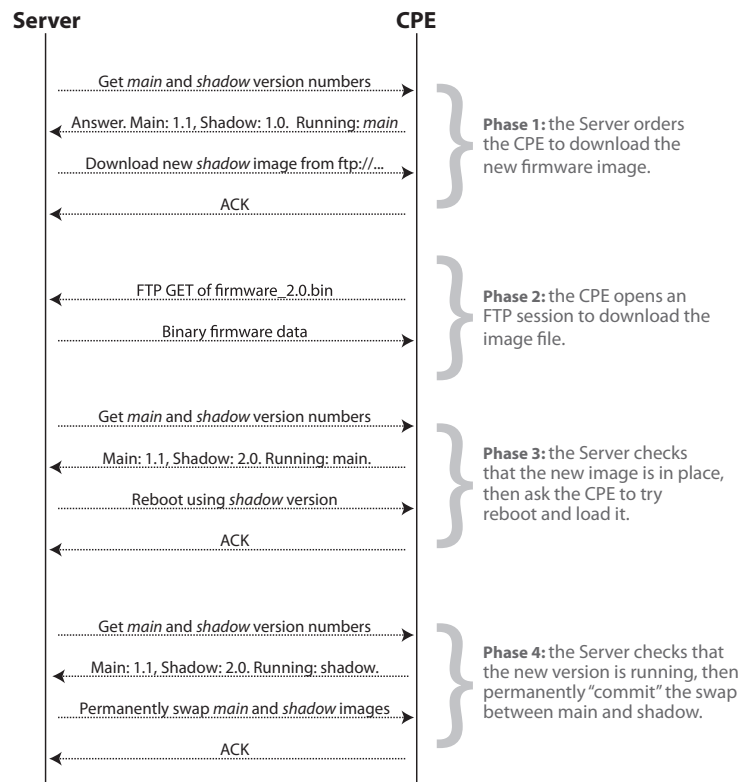 Server
CPE
Get main and shadow version numbers
Answer. Main: 1.1, Shadow: 1.0. Running: main
Download new shadow image from ftp://...
ACK
Phase 1: the Server orders
the CPE to download the
new firmware image.
FTP GET of firmware_2.0.bin
Binary firmware data
Phase 2: the CPE opens an
FTP session to download the
image file.
Get main and shadow version numbers
Main: 1.1, Shadow: 2.0. Running: main.
Reboot using shadow version
ACK
Phase 3: the Server checks
that the new image is in place,
then ask the CPE to try
reboot and load it.
Get main and shadow version numbers
Main: 1.1, Shadow: 2.0. Running: shadow.
Permanently swap main and shadow images
ACK
Phase 4: the Server checks that
the new version is running, then
permanently “commit” the swap
between main and shadow.